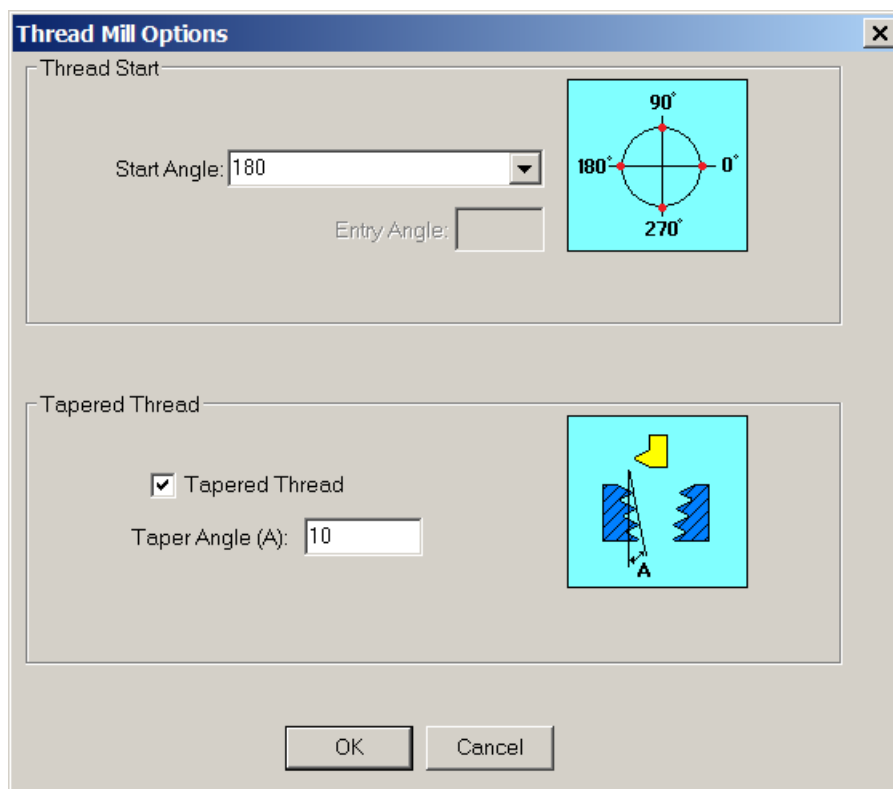 Thread Mill Options
Thread Start
90°
Start Angle: 180
180°
0°
Entry Angle:
270°
Tapered Thread
Tapered Thread
Taper Angle (A): 10
A
OK
Cancel